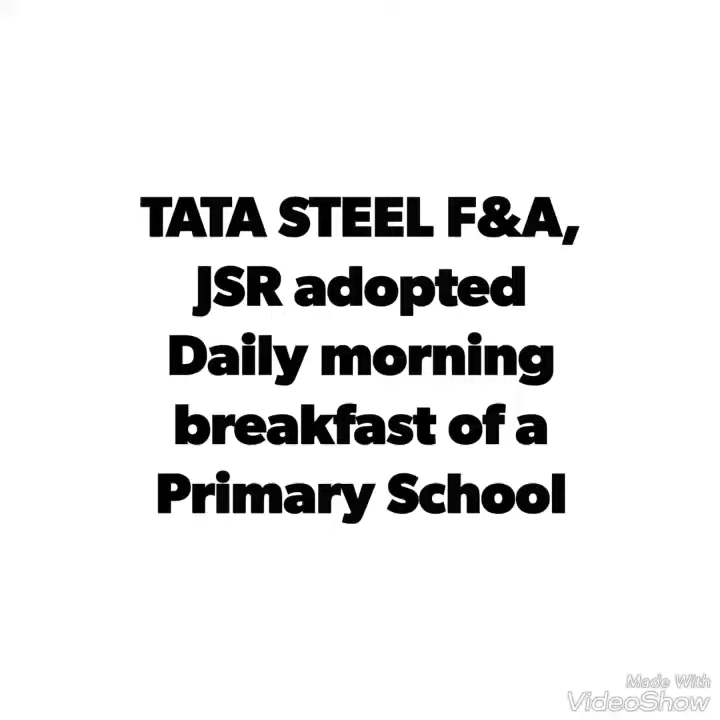 TATA STEEL F&A,
JSR adopted
Daily morning
breakfast of a
Primary School
Made With
VideoShow